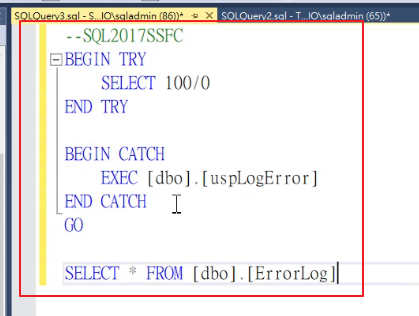 SQLQuery3.sql - S...IO\sqladmin (86))* SQLQuery2.sql - T...IO\sqladmin (65))*
--SQL2017SSFC
BEGIN TRY
SELECT 100/0
END TRY
BEGIN CATCH
EXEC [dbo].[uspLogError]
END CATCH
GO
SELECT * FROM [dbo].[ErrorLog]